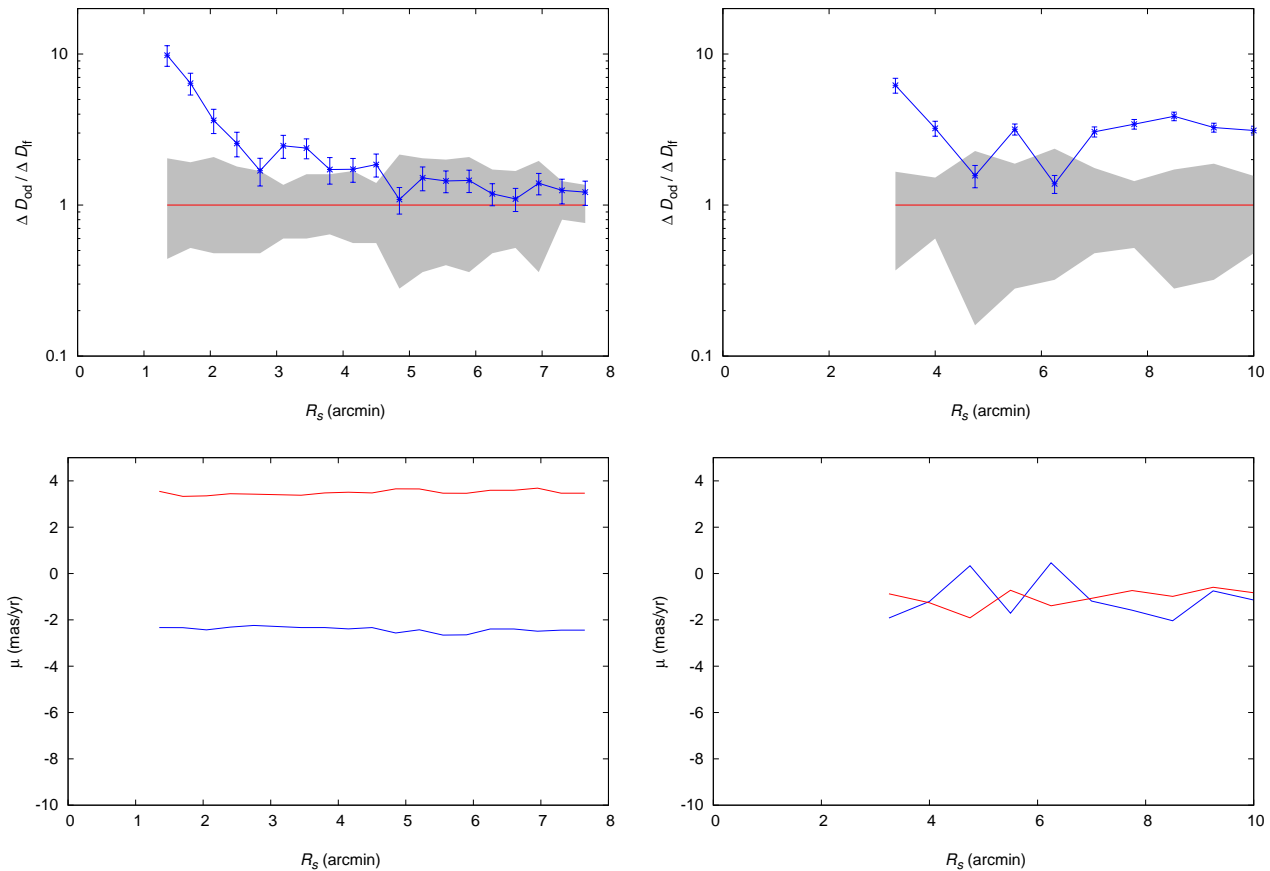 10
1
0.1
Δ D_od / Δ D_ff
0 1 2 3 4 5 6 7 8
R_s (arcmin)
10
1
0.1
Δ D_od / Δ D_ff
0 2 4 6 8 10
R_s (arcmin)
4
2
0
-2
-4
-6
-8
-10
μ (mas/yr)
0 1 2 3 4 5 6 7 8
R_s (arcmin)
4
2
0
-2
-4
-6
-8
-10
μ (mas/yr)
0 2 4 6 8 10
R_s (arcmin)